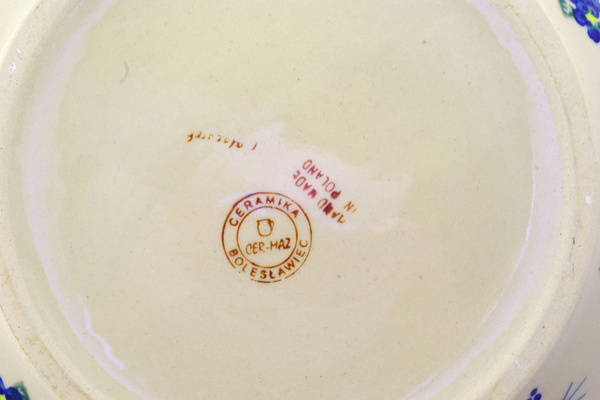 HAND MADE
IN POLAND
CERAMIKA
CER-MAZ
BOLESŁAWIEC